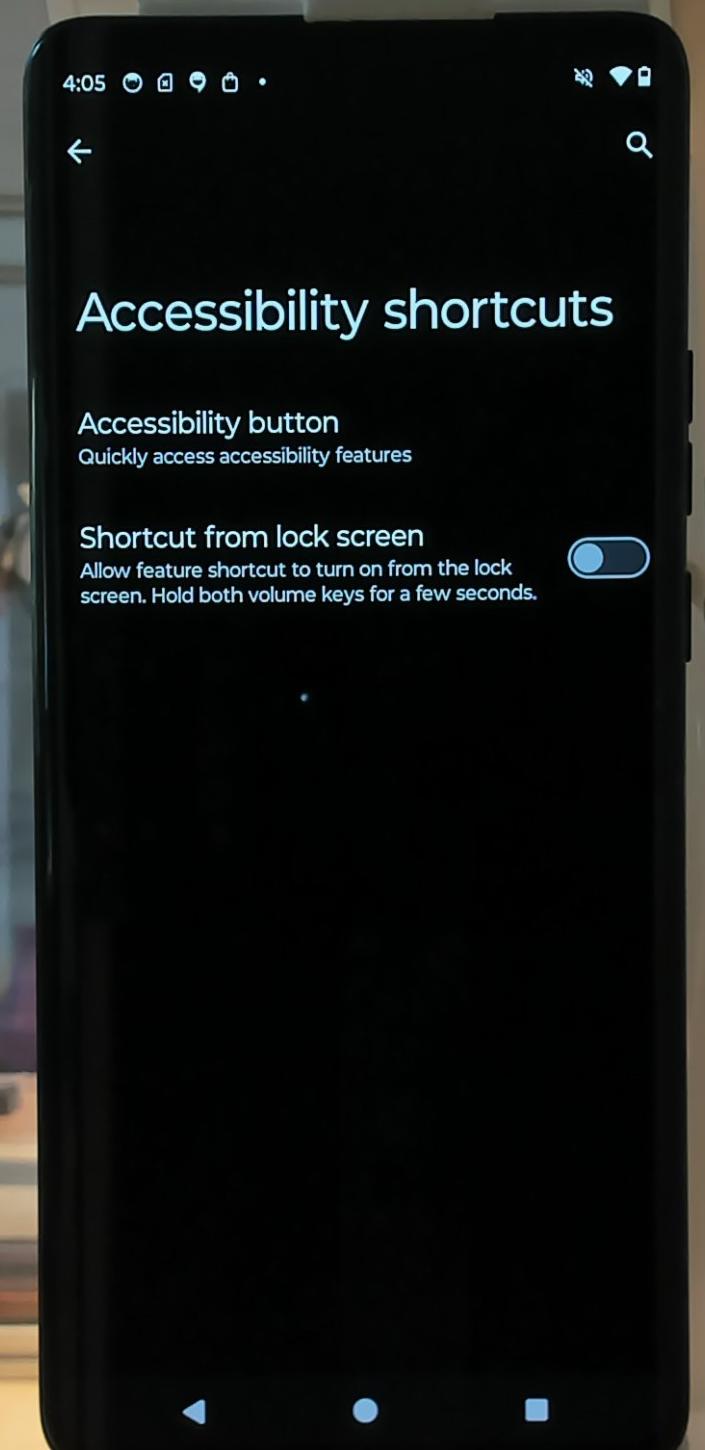 4:05
Accessibility shortcuts
Accessibility button
Quickly access accessibility features
Shortcut from lock screen
Allow feature shortcut to turn on from the lock
screen. Hold both volume keys for a few seconds.